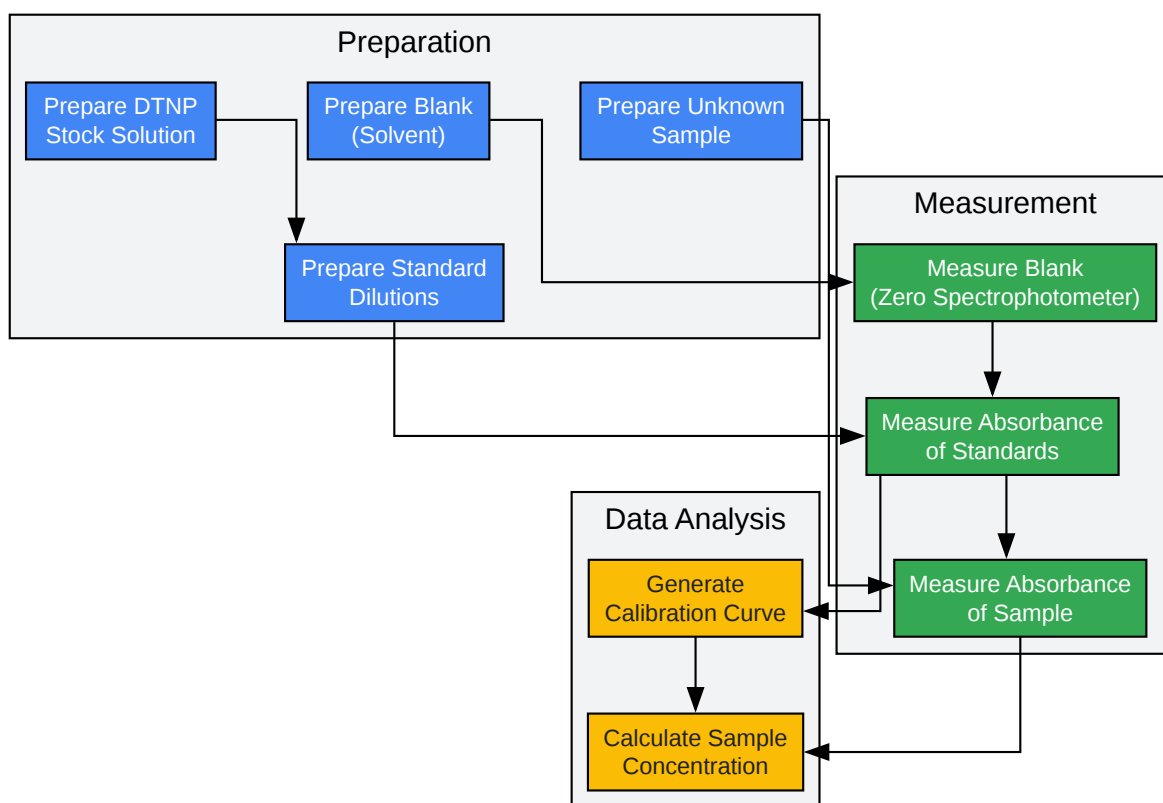 Preparation
Prepare DTNP
Stock Solution
Prepare Blank
(Solvent)
Prepare Unknown
Sample
Prepare Standard
Dilutions
Measurement
Measure Blank
(Zero Spectrophotometer)
Measure Absorbance
of Standards
Measure Absorbance
of Sample
Data Analysis
Generate
Calibration Curve
Calculate Sample
Concentration